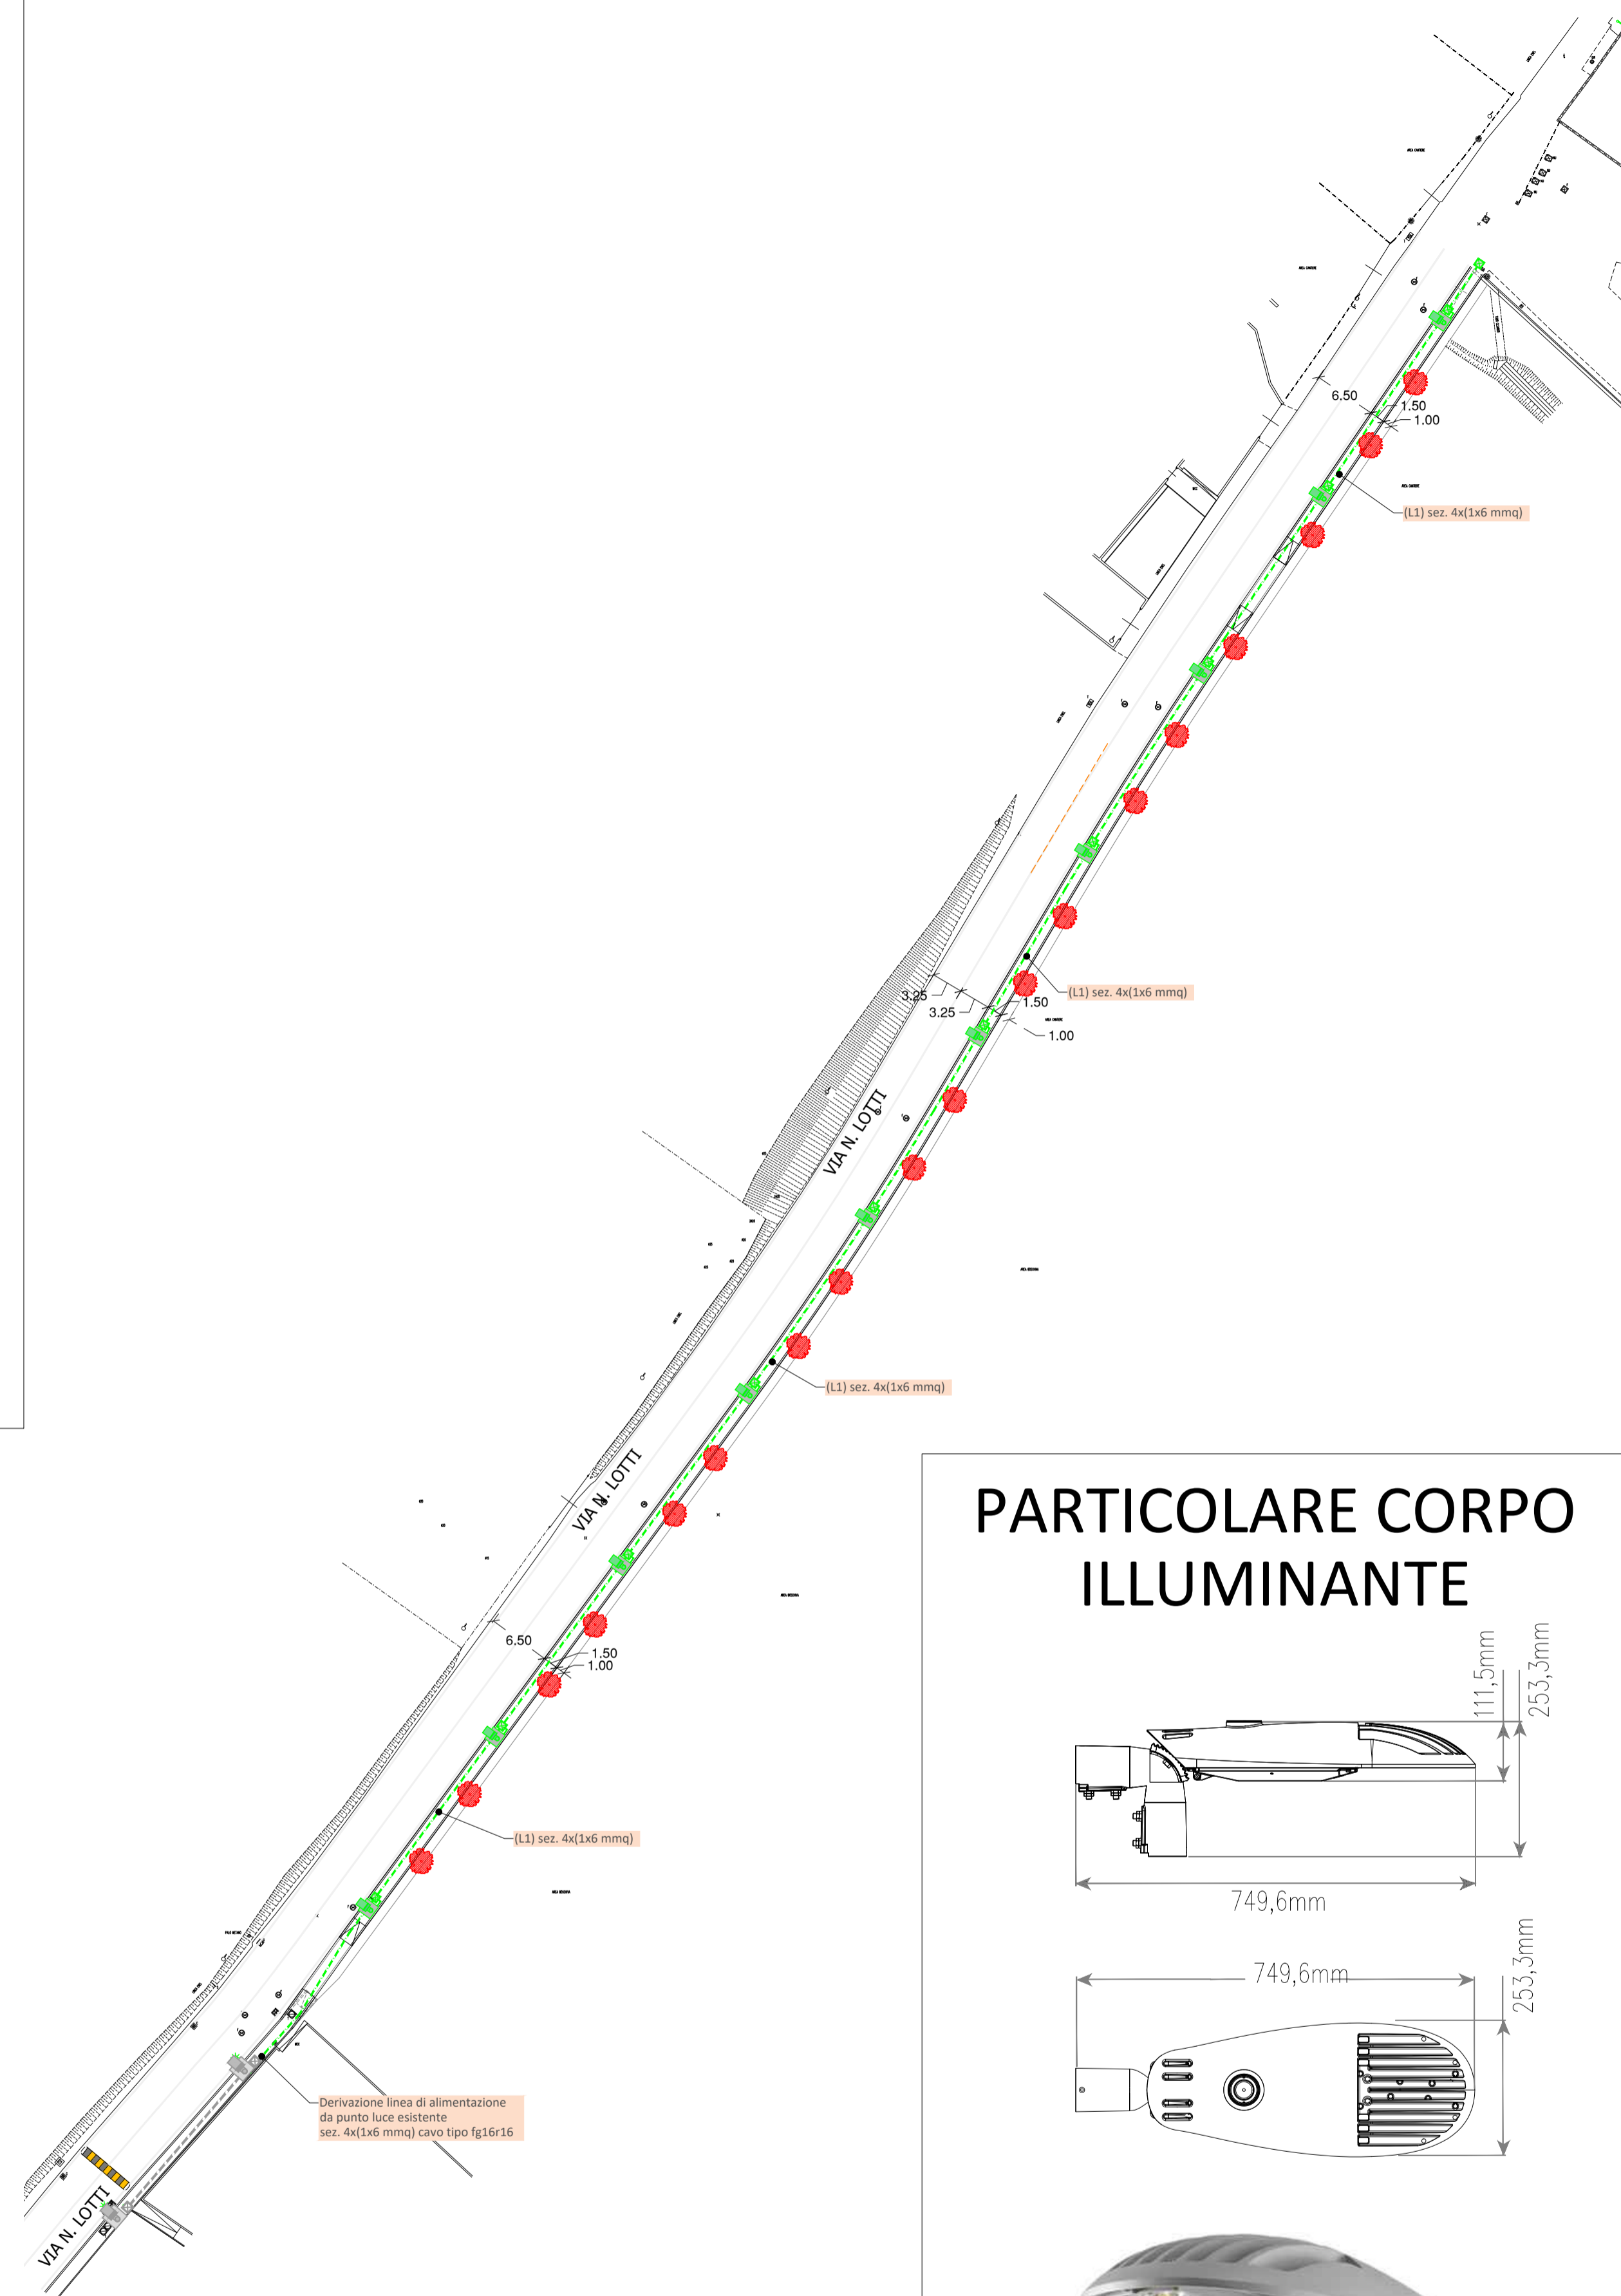 6.50
1.50
1.00
(L1) sez. 4x(1x6 mmq)
3.25
3.25
1.50
1.00
(L1) sez. 4x(1x6 mmq)
VIA N. LOTTI
(L1) sez. 4x(1x6 mmq)
VIA N. LOTTI
6.50
1.50
1.00
(L1) sez. 4x(1x6 mmq)
Derivazione linea di alimentazione
da punto luce esistente
sez. 4x(1x6 mmq) cavo tipo fg16r16
VIA N. LOTTI
PARTICOLARE CORPO
ILLUMINANTE
111,5mm
253,3mm
749,6mm
749,6mm
253,3mm